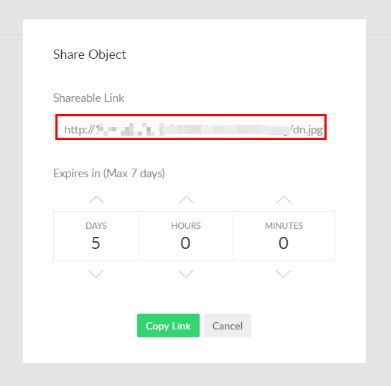 Share Object
Shareable Link
http:// /dn.jpg
Expires in (Max 7 days)
DAYS HOURS MINUTES
5 0 0
Copy Link Cancel